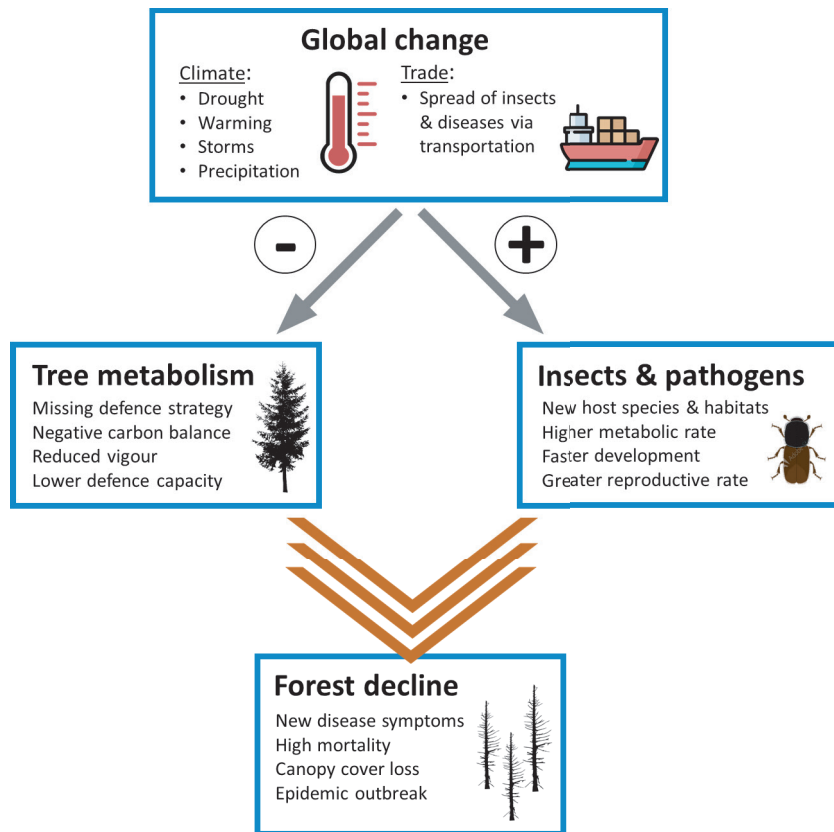 Global change
Climate:
• Drought
• Warming
• Storms
• Precipitation
Trade:
• Spread of insects
& diseases via
transportation
-
+
Tree metabolism
Missing defence strategy
Negative carbon balance
Reduced vigour
Lower defence capacity
Insects & pathogens
New host species & habitats
Higher metabolic rate
Faster development
Greater reproductive rate
Forest decline
New disease symptoms
High mortality
Canopy cover loss
Epidemic outbreak